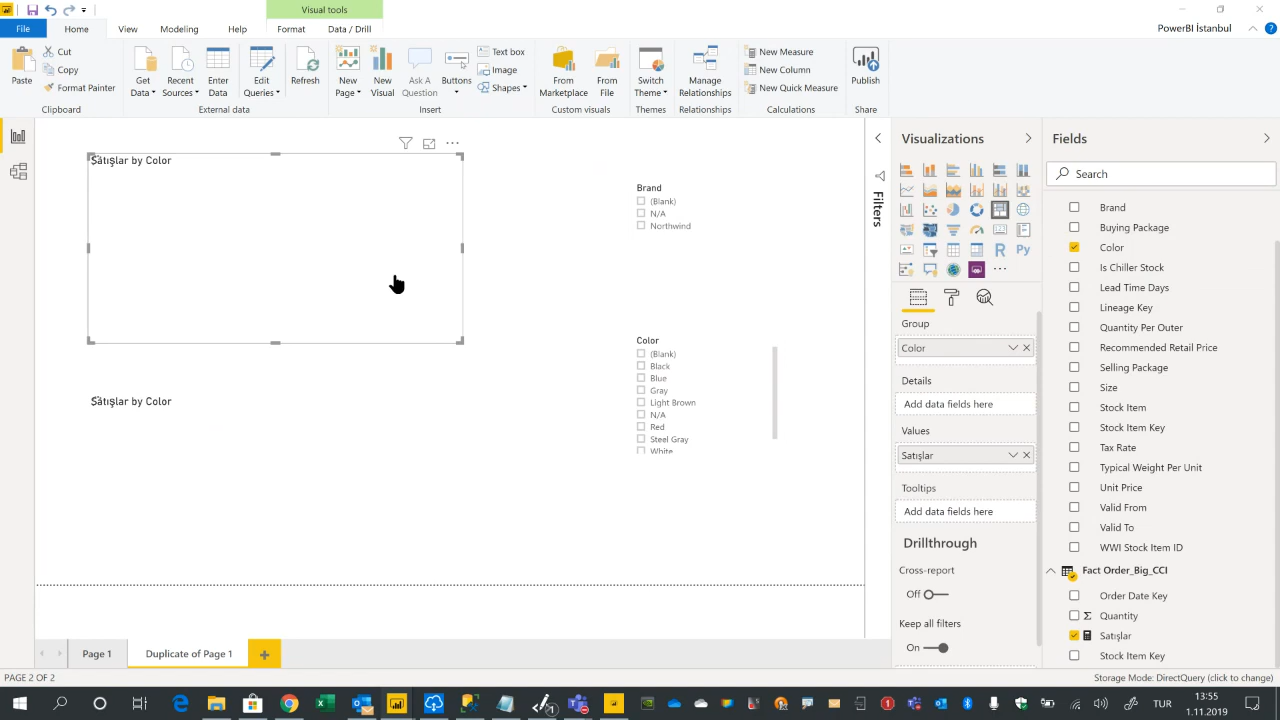 Visual tools
File
Home
View
Modeling
Help
Format
Data / Drill
PowerBI İstanbul
Paste
Cut
Copy
Format Painter
Clipboard
Get Data
Recent Sources
Enter Data
Edit Queries
Refresh
External data
New Page
New Visual
Ask A Question
Buttons
Text box
Image
Shapes
Insert
From Marketplace
From File
Custom visuals
Switch Theme
Themes
Manage Relationships
Relationships
New Measure
New Column
New Quick Measure
Calculations
Publish
Share
Satışlar by Color
Satışlar by Color
Brand
(Blank)
N/A
Northwind
Color
(Blank)
Black
Blue
Gray
Light Brown
N/A
Red
Steel Gray
White
Filters
Visualizations
R
Py
Group
Color
Details
Add data fields here
Values
Satışlar
Tooltips
Add data fields here
Drillthrough
Cross-report
Off
Keep all filters
On
Fields
Search
Brand
Buying Package
Color
Is Chiller Stock
Lead Time Days
Lineage Key
Quantity Per Outer
Recommended Retail Price
Selling Package
Size
Stock Item
Stock Item Key
Tax Rate
Typical Weight Per Unit
Unit Price
Valid From
Valid To
WWI Stock Item ID
Fact Order_Big_CCI
Order Date Key
Σ Quantity
Satışlar
Stock Item Key
Page 1
Duplicate of Page 1
PAGE 2 OF 2
Storage Mode: DirectQuery (click to change)
TUR
13:55
1.11.2019